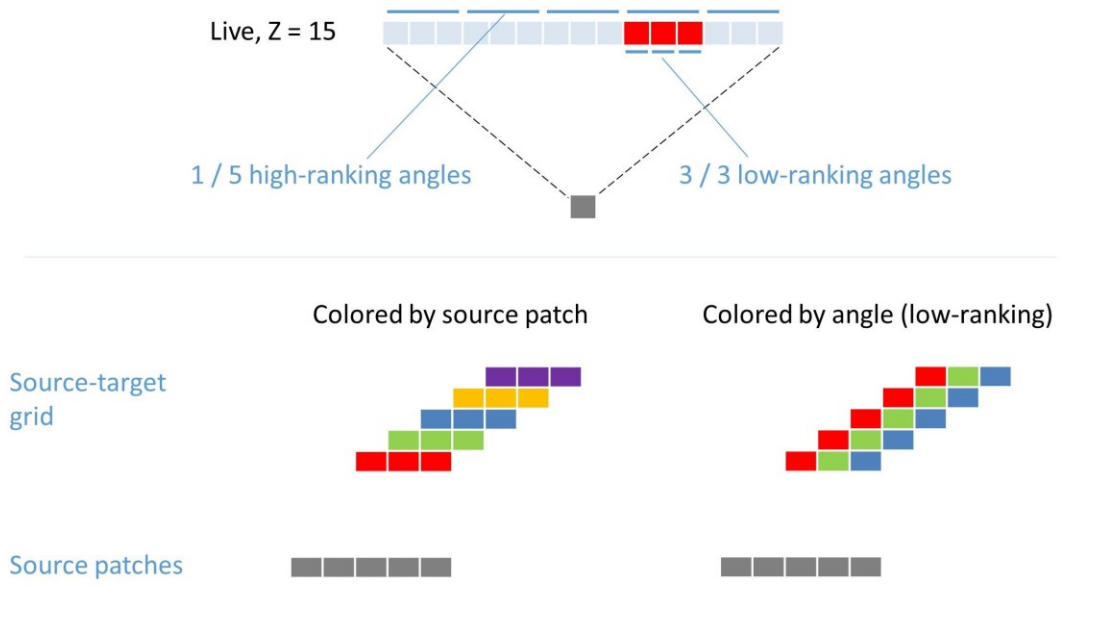 Live, Z = 15
1 / 5 high-ranking angles
3 / 3 low-ranking angles
Colored by source patch
Colored by angle (low-ranking)
Source-target
grid
Source patches